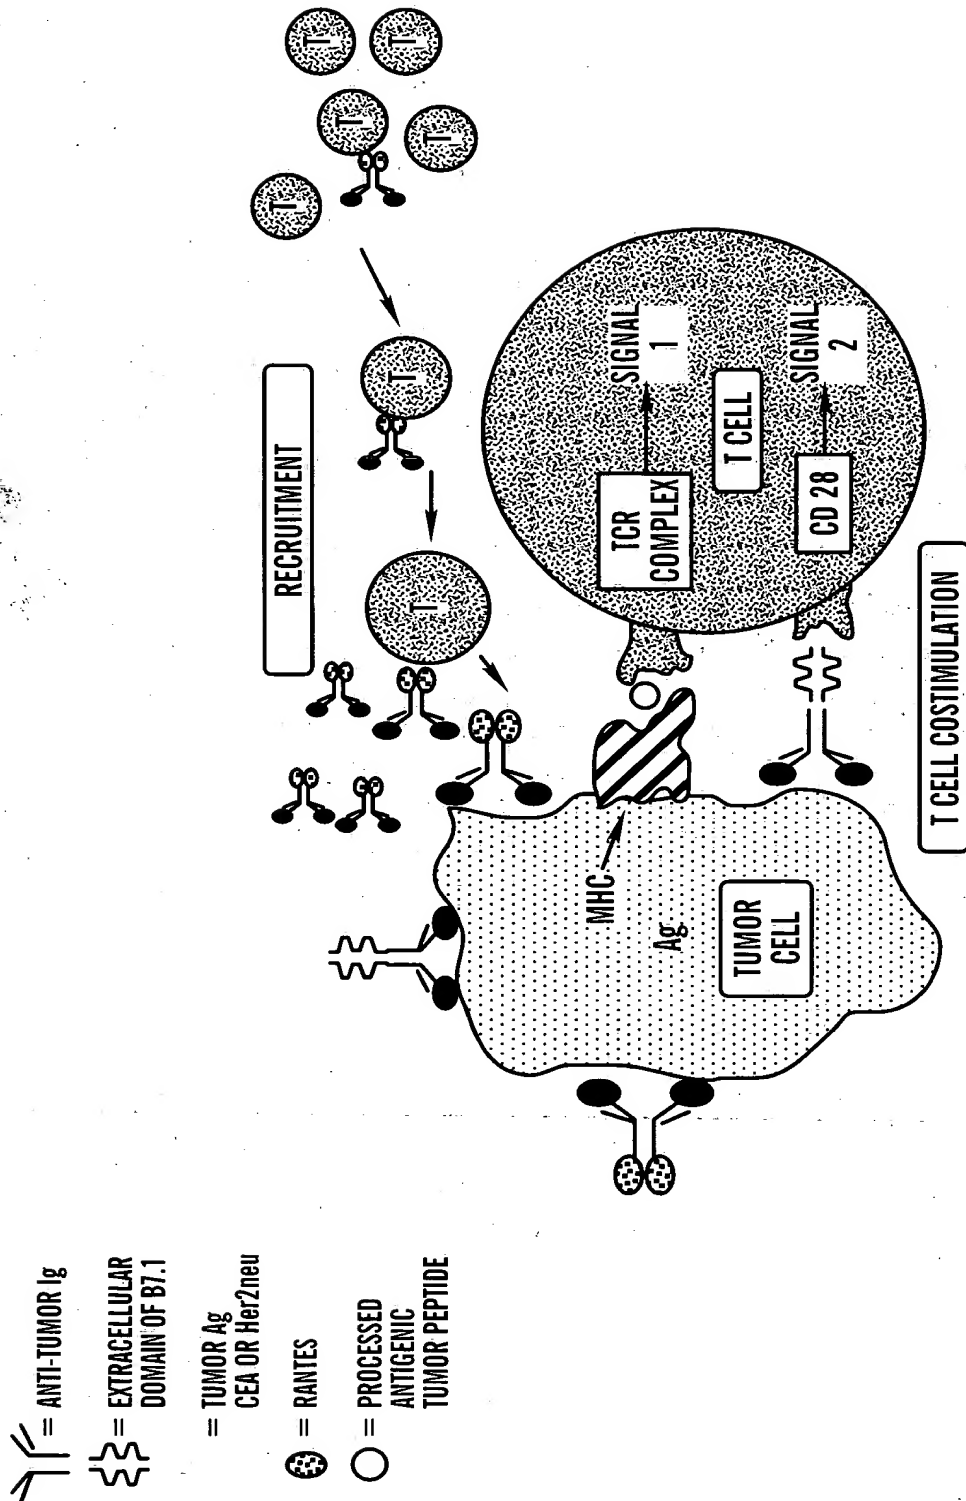 = ANTI-TUMOR Ig
= EXTRACELLULAR
DOMAIN OF B7.1
= TUMOR Ag
CEA OR Her2neu
= RANTES
= PROCESSED
ANTIGENIC
TUMOR PEPTIDE
RECRUITMENT
T
T
T
T
T
T
T
MHC
Ag
TUMOR
CELL
TCR
COMPLEX
SIGNAL
1
T CELL
CD 28
SIGNAL
2
T CELL COSTIMULATION